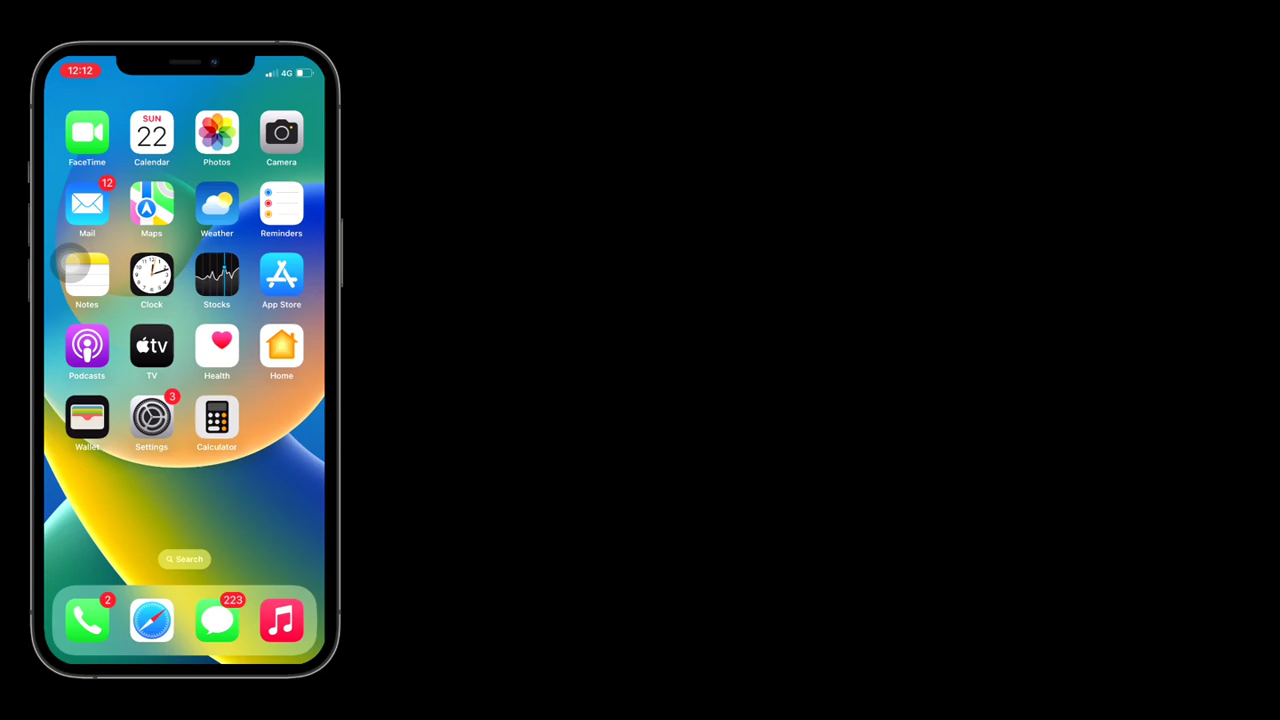 12:12
4G
SUN
22
FaceTime
Calendar
Photos
Camera
12
Mail
Maps
Weather
Reminders
Notes
Clock
Stocks
App Store
tv
Podcasts
TV
Health
Home
3
Wallet
Settings
Calculator
Search
2
223